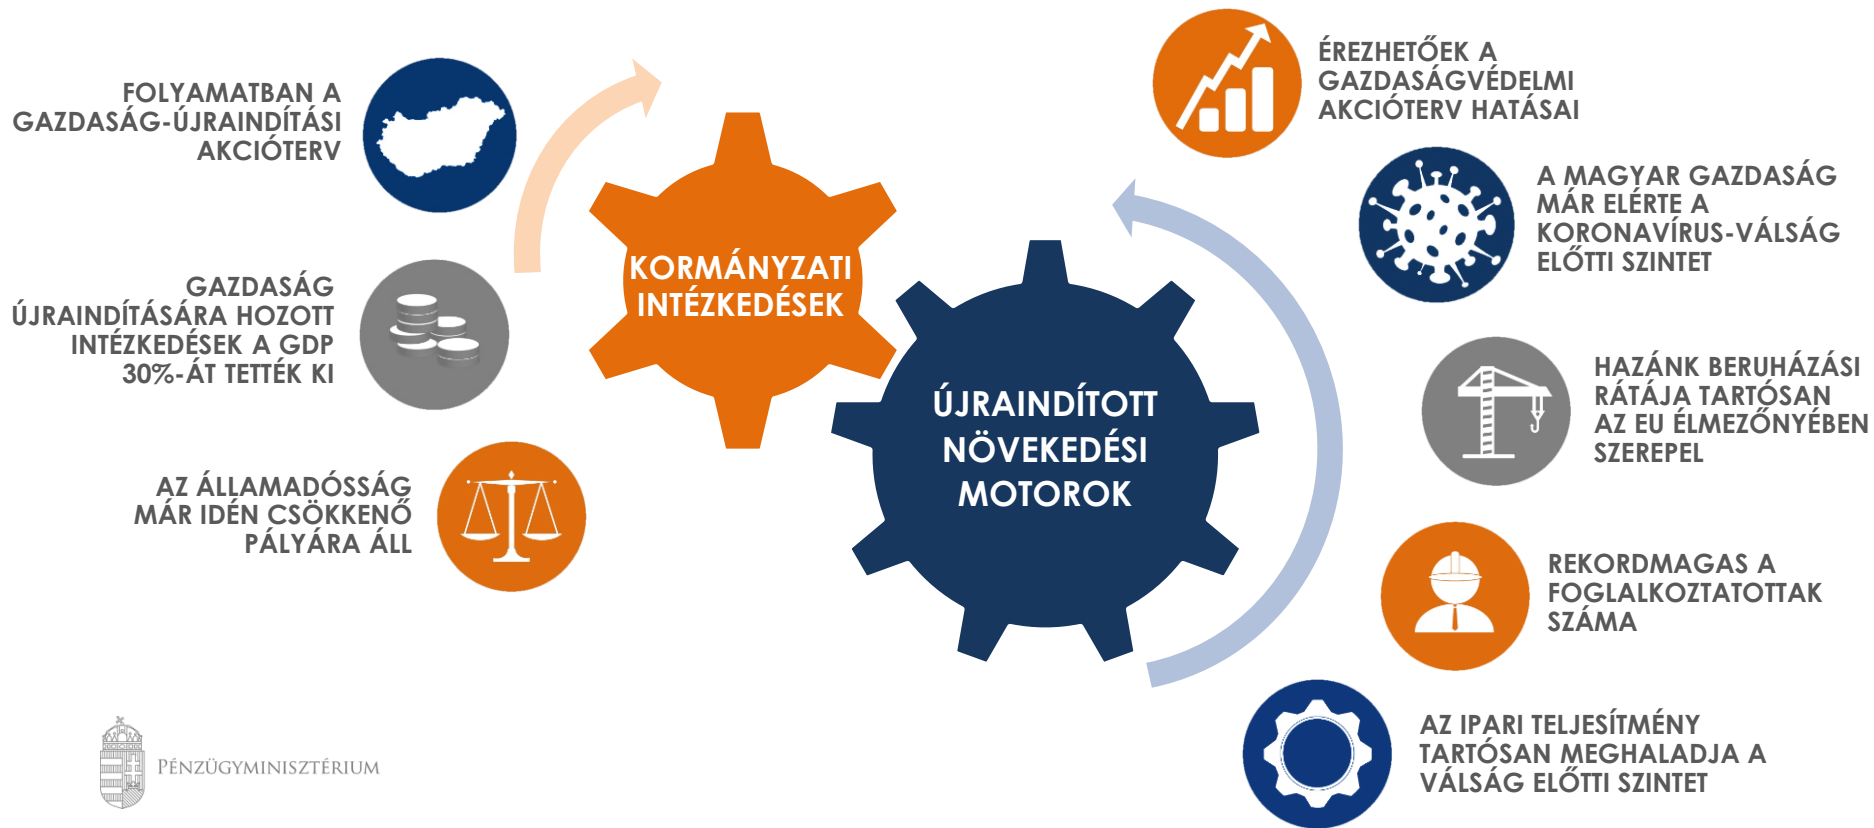 FOLYAMATBAN A
GAZDASÁG-ÚJRAINDÍTÁSI
AKCIÓTERV
GAZDASÁG
ÚJRAINDÍTÁSÁRA HOZOTT
INTÉZKEDÉSEK A GDP
30%-ÁT TETTÉK KI
AZ ÁLLAMADÓSSÁG
MÁR IDÉN CSÖKKENŐ
PÁLYÁRA ÁLL
KORMÁNYZATI
INTÉZKEDÉSEK
ÚJRAINDÍTOTT
NÖVEKEDÉSI
MOTOROK
ÉREZHETŐEK A
GAZDASÁGVÉDELMI
AKCIÓTERV HATÁSAI
A MAGYAR GAZDASÁG
MÁR ELÉRTE A
KORONAVÍRUS-VÁLSÁG
ELŐTTI SZINTET
HAZÁNK BERUHÁZÁSI
RÁTÁJA TARTÓSAN
AZ EU ÉLMEZŐNYÉBEN
SZEREPEL
REKORDMAGAS A
FOGLALKOZTATOTTAK
SZÁMA
AZ IPARI TELJESÍTMÉNY
TARTÓSAN MEGHALADJA A
VÁLSÁG ELŐTTI SZINTET
PÉNZÜGYMINISZTÉRIUM